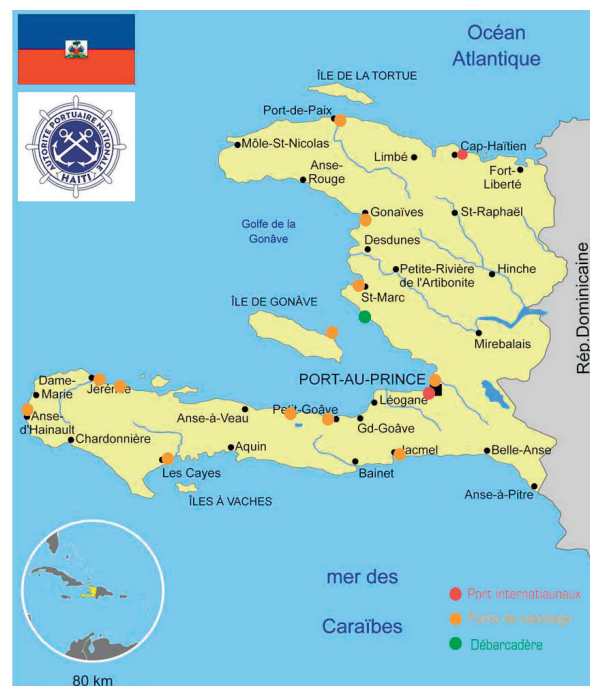 Océan
Atlantique
ÎLE DE LA TORTUE
Port-de-Paix
AUTORITE PORTUAIRE NATIONALE
HAITI
Môle-St-Nicolas
Limbé
Cap-Haïtien
Anse-
Rouge
Fort-
Liberté
Gonaïves
St-Raphaël
Golfe de la
Gonâve
Desdunes
Petite-Rivière
de l'Artibonite
Hinche
St-Marc
ÎLE DE GONÂVE
Mirebalais
Rép.Dominicaine
PORT-AU-PRINCE
Dame-
Marie
Jérémie
Léogane
Anse-à-Veau
Petit-Goâve
Anse-
d'Hainault
Gd-Goâve
Chardonnière
Aquin
Jacmel
Belle-Anse
Les Cayes
Bainet
ÎLES À VACHES
Anse-à-Pitre
mer des
Caraïbes
Port internatiaunaux
Ports de cabotage
Débarcadère
80 km